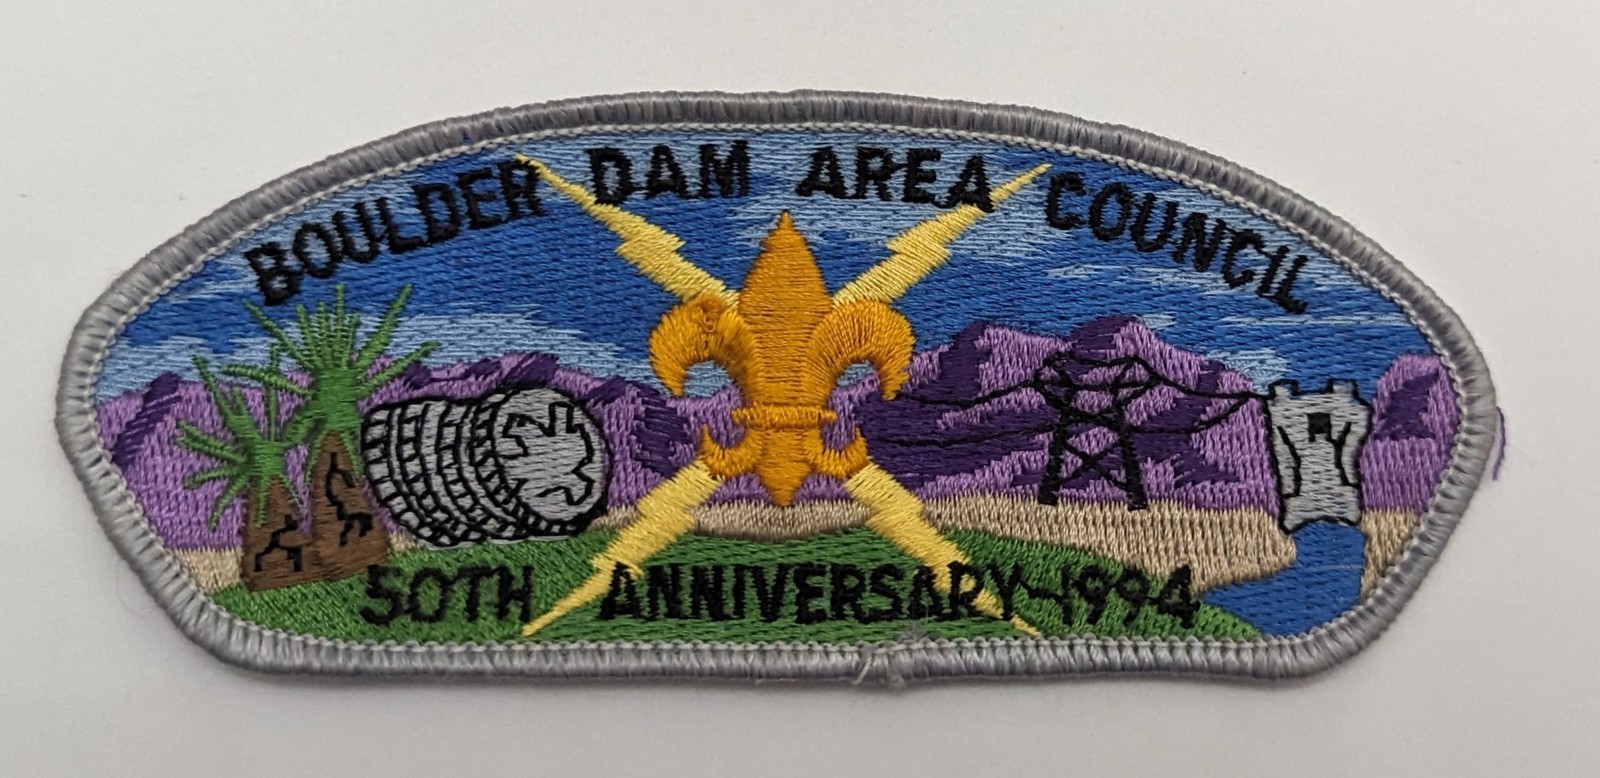 BOULDER DAM AREA COUNCIL
50TH ANNIVERSARY-1994